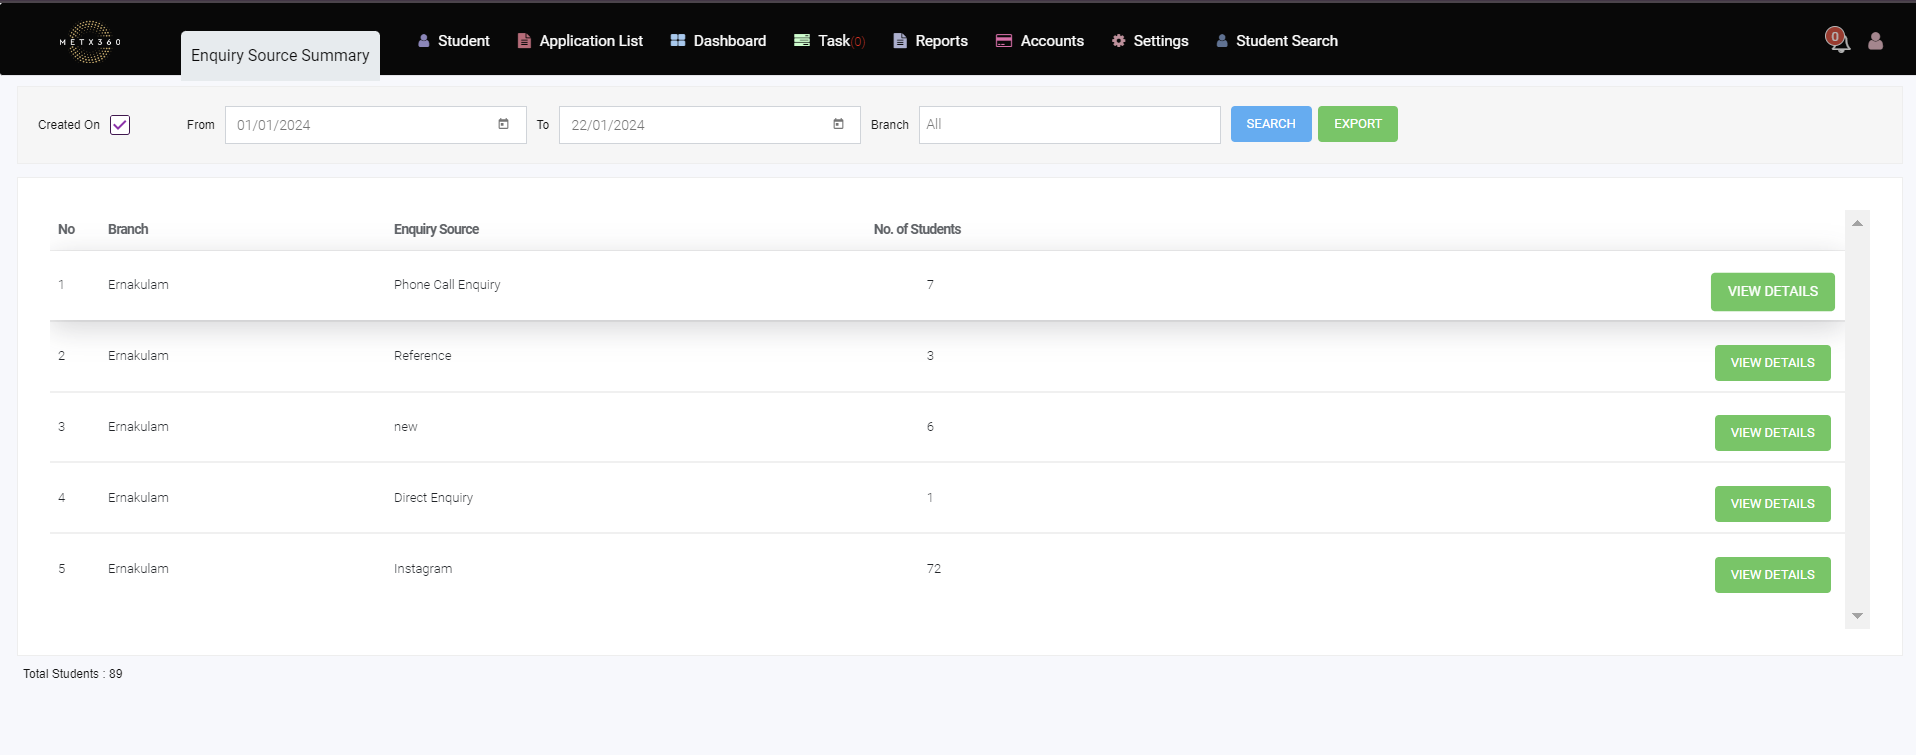 METX360
Enquiry Source Summary
Student Application List Dashboard Task(0) Reports Accounts Settings Student Search
0
Created On From 01/01/2024 To 22/01/2024 Branch All SEARCH EXPORT
No Branch Enquiry Source No. of Students
1 Ernakulam Phone Call Enquiry 7 VIEW DETAILS
2 Ernakulam Reference 3 VIEW DETAILS
3 Ernakulam new 6 VIEW DETAILS
4 Ernakulam Direct Enquiry 1 VIEW DETAILS
5 Ernakulam Instagram 72 VIEW DETAILS
Total Students : 89